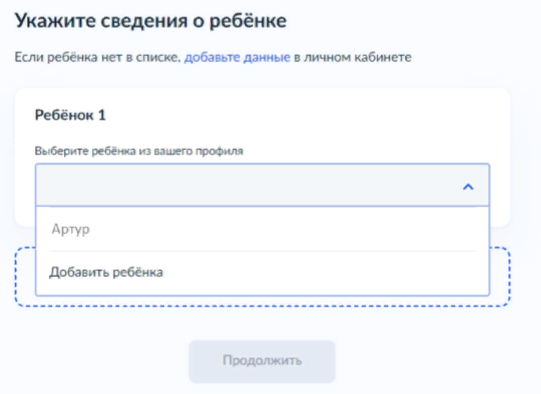 Укажите сведения о ребёнке
Если ребёнка нет в списке, добавьте данные в личном кабинете
Ребёнок 1
Выберите ребёнка из вашего профиля
Артур
Добавить ребёнка
Продолжить